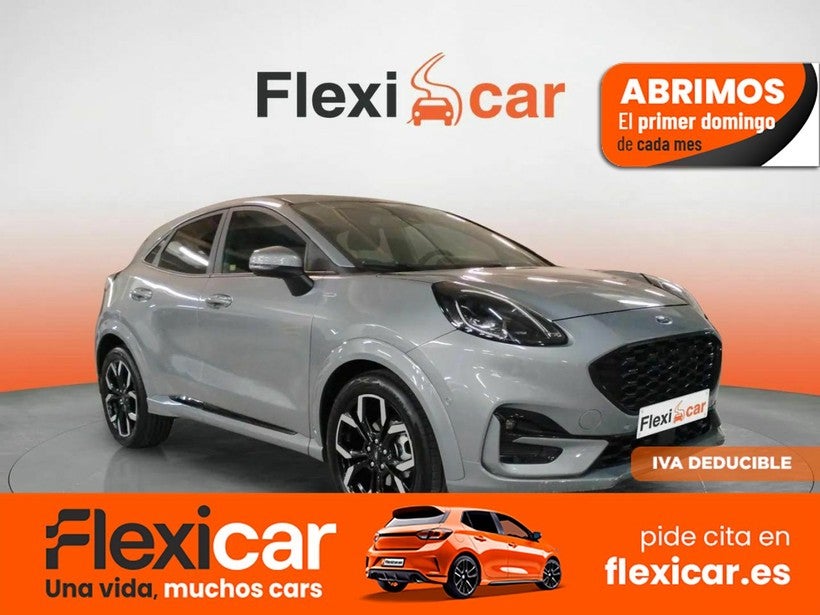 Flexicar
ABRIMOS
El primer domingo
de cada mes
Flexicar
IVA DEDUCIBLE
Flexicar
Una vida, muchos cars
pide cita en
flexicar.es